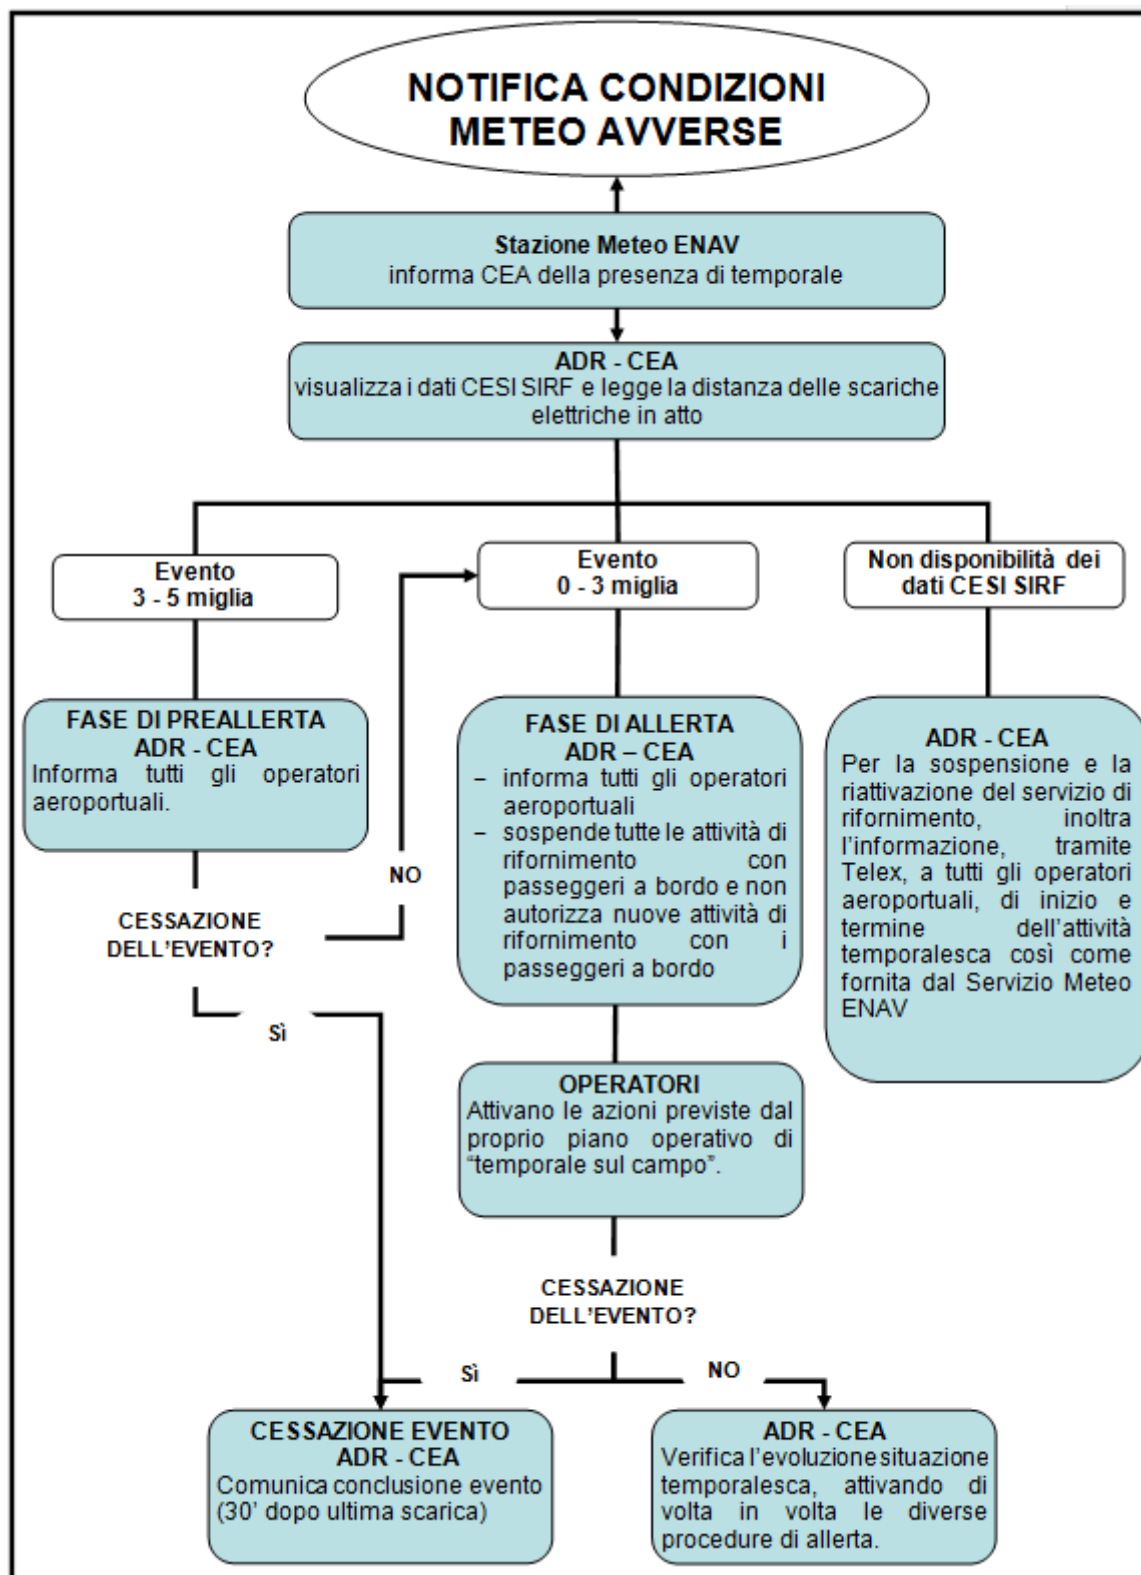 NOTIFICA CONDIZIONI
METEO AVVERSE
Stazione Meteo ENAV
informa CEA della presenza di temporale
ADR - CEA
visualizza i dati CESI SIRF e legge la distanza delle scariche
elettriche in atto
Evento
3 - 5 miglia
Evento
0 - 3 miglia
Non disponibilità dei
dati CESI SIRF
FASE DI PREALLERTA
ADR - CEA
Informa tutti gli operatori
aeroportuali.
FASE DI ALLERTA
ADR – CEA
– informa tutti gli operatori
aeroportuali
– sospende tutte le attività di
rifornimento con
passeggeri a bordo e non
autorizza nuove attività di
rifornimento con i
passeggeri a bordo
ADR - CEA
Per la sospensione e la
riattivazione del servizio di
rifornimento, inoltra
l'informazione, tramite
Telex, a tutti gli operatori
aeroportuali, di inizio e
termine dell'attività
temporalesca così come
fornita dal Servizio Meteo
ENAV
NO
CESSAZIONE
DELL'EVENTO?
Sì
OPERATORI
Attivano le azioni previste dal
proprio piano operativo di
"temporale sul campo".
CESSAZIONE
DELL'EVENTO?
Sì
NO
CESSAZIONE EVENTO
ADR - CEA
Comunica conclusione evento
(30' dopo ultima scarica)
ADR - CEA
Verifica l'evoluzione situazione
temporalesca, attivando di
volta in volta le diverse
procedure di allerta.